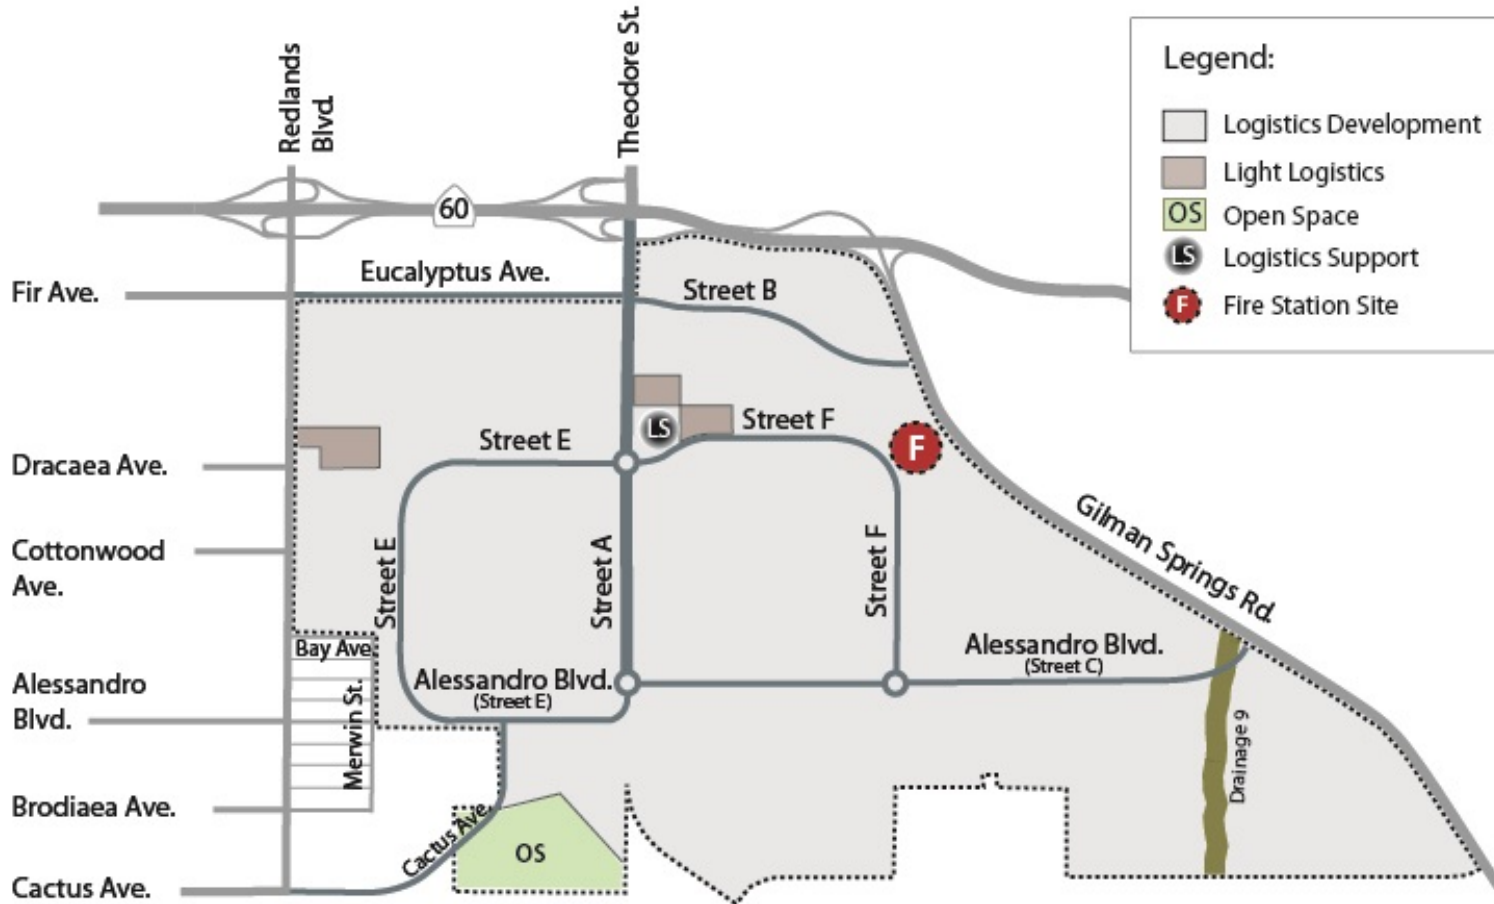 Redlands
Blvd.
Theodore St.
60
Legend:
Logistics Development
Light Logistics
OS Open Space
LS Logistics Support
F Fire Station Site
Fir Ave.
Eucalyptus Ave.
Street B
Street E
LS
Street F
F
Dracaea Ave.
Cottonwood
Ave.
Street E
Street A
Street F
Gilman Springs Rd.
Bay Ave
Alessandro
Blvd.
Merwin St.
Alessandro Blvd.
(Street E)
Alessandro Blvd.
(Street C)
Drainage 9
Brodiaea Ave.
Cactus Ave.
OS
Cactus Ave.